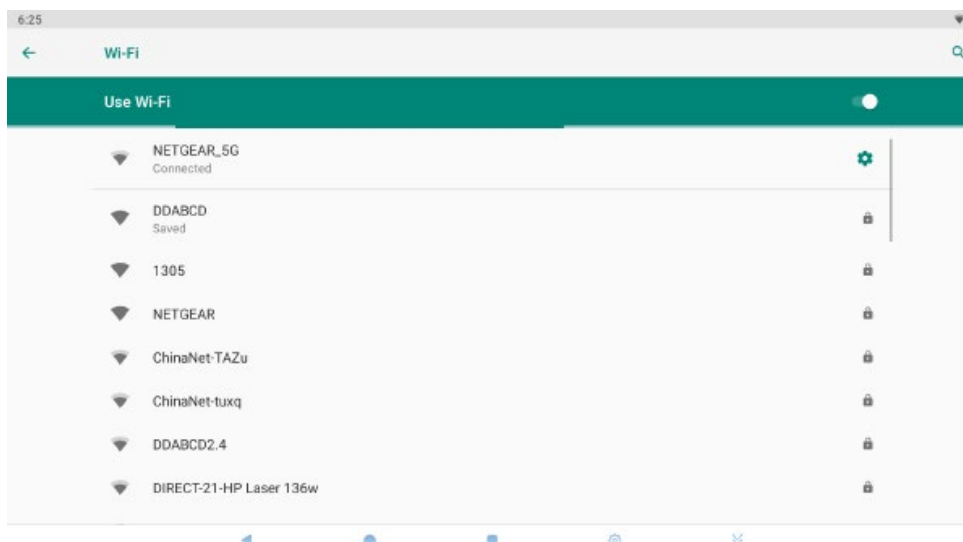 6:25
Wi-Fi
Use Wi-Fi
NETGEAR_5G
Connected
DDABCD
Saved
1305
NETGEAR
ChinaNet-TAZu
ChinaNet-tuxq
DDABCD2.4
DIRECT-21-HP Laser 136w